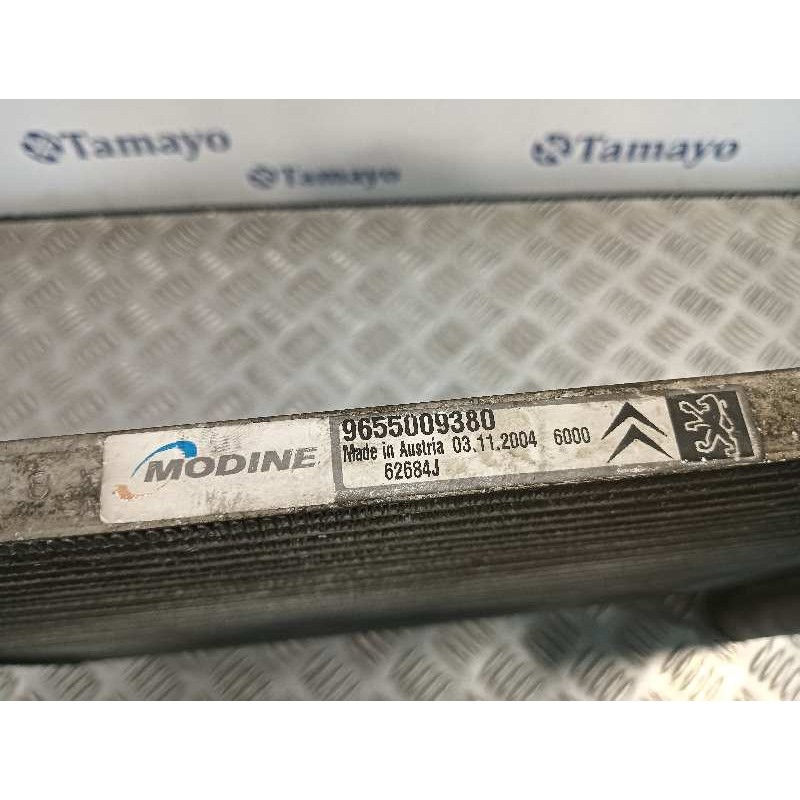 Tamayo
Tamayo
Tamayo
MODINE
9655009380
Made in Austria 03.11.2004 6000
62684J